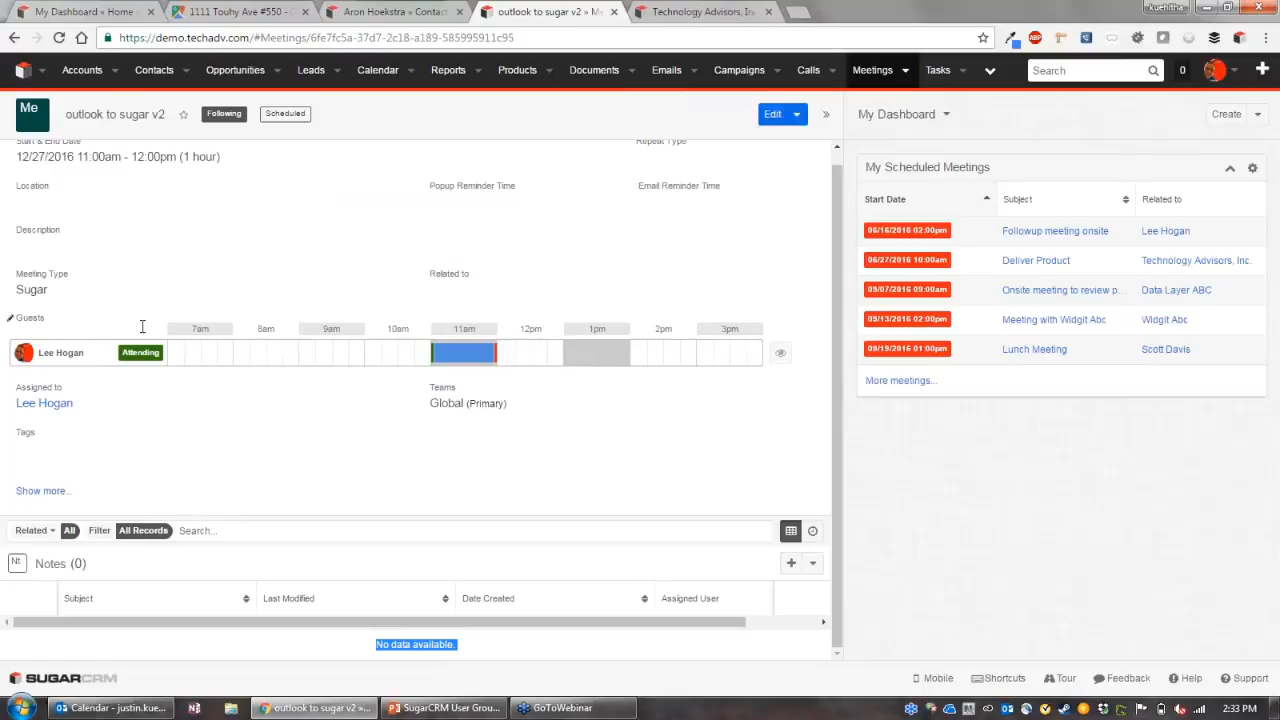 My Dashboard » Home
1111 Touhy Ave #550 -
Aron Hoekstra » Contac
outlook to sugar v2 » Me
Technology Advisors, In
kuehltha
https://demo.techadv.com/#Meetings/6fe7fc5a-37d7-2c18-a189-585995911c95
Accounts Contacts Opportunities Leads Calendar Reports Products Documents Emails Campaigns Calls Meetings Tasks Search 0
Me outlook to sugar v2 Following Scheduled Edit
My Dashboard Create
Start & End Date Repeat Type
12/27/2016 11:00am - 12:00pm (1 hour)
Location Popup Reminder Time Email Reminder Time
Description
Meeting Type Related to
Sugar
Guests
7am 8am 9am 10am 11am 12pm 1pm 2pm 3pm
Lee Hogan Attending
Assigned to Teams
Lee Hogan Global (Primary)
Tags
Show more...
Related All Filter All Records Search...
Nt Notes (0)
Subject Last Modified Date Created Assigned User
No data available.
My Scheduled Meetings
Start Date Subject Related to
06/16/2016 02:00pm Followup meeting onsite Lee Hogan
06/27/2016 10:00am Deliver Product Technology Advisors, Inc.
09/07/2016 09:00am Onsite meeting to review p... Data Layer ABC
09/13/2016 02:00pm Meeting with Widgit Abc Widgit Abc
09/19/2016 01:00pm Lunch Meeting Scott Davis
More meetings...
SUGARCRM Mobile Shortcuts Tour Feedback Help Support
Calendar - justin.kue... outlook to sugar v2 »... SugarCRM User Grou... GoToWebinar 2:33 PM